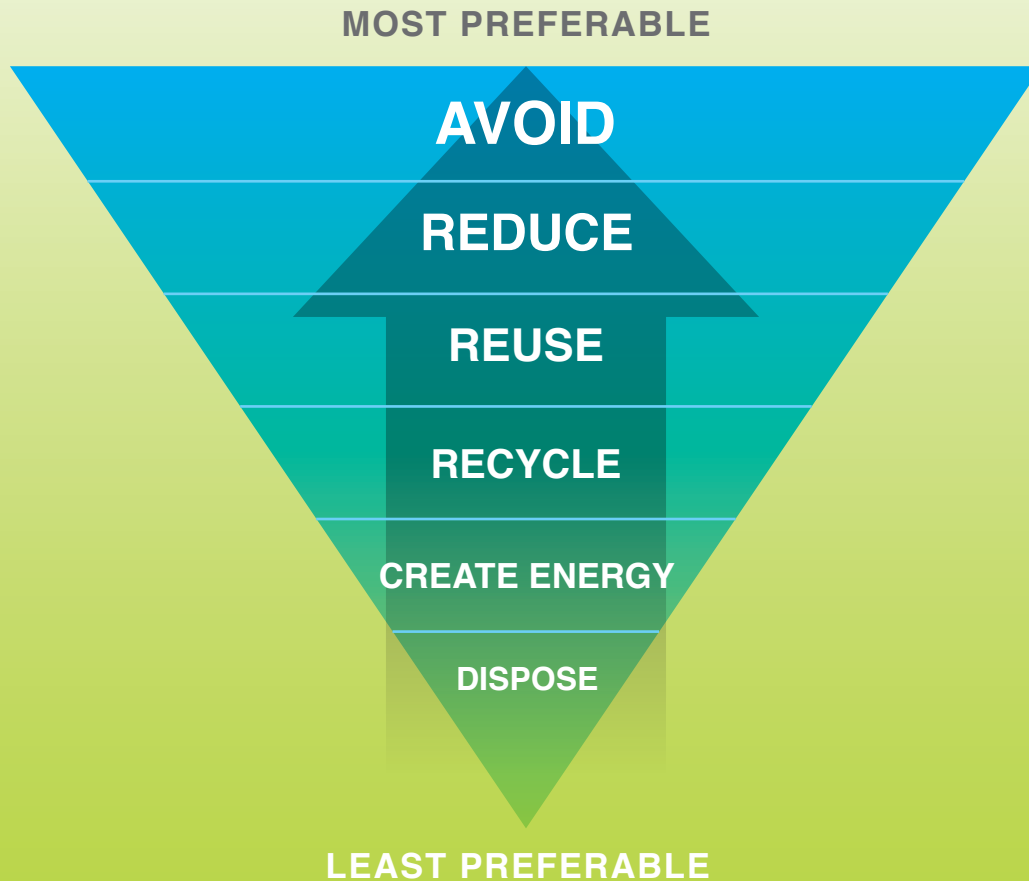 MOST PREFERABLE
AVOID
REDUCE
REUSE
RECYCLE
CREATE ENERGY
DISPOSE
LEAST PREFERABLE